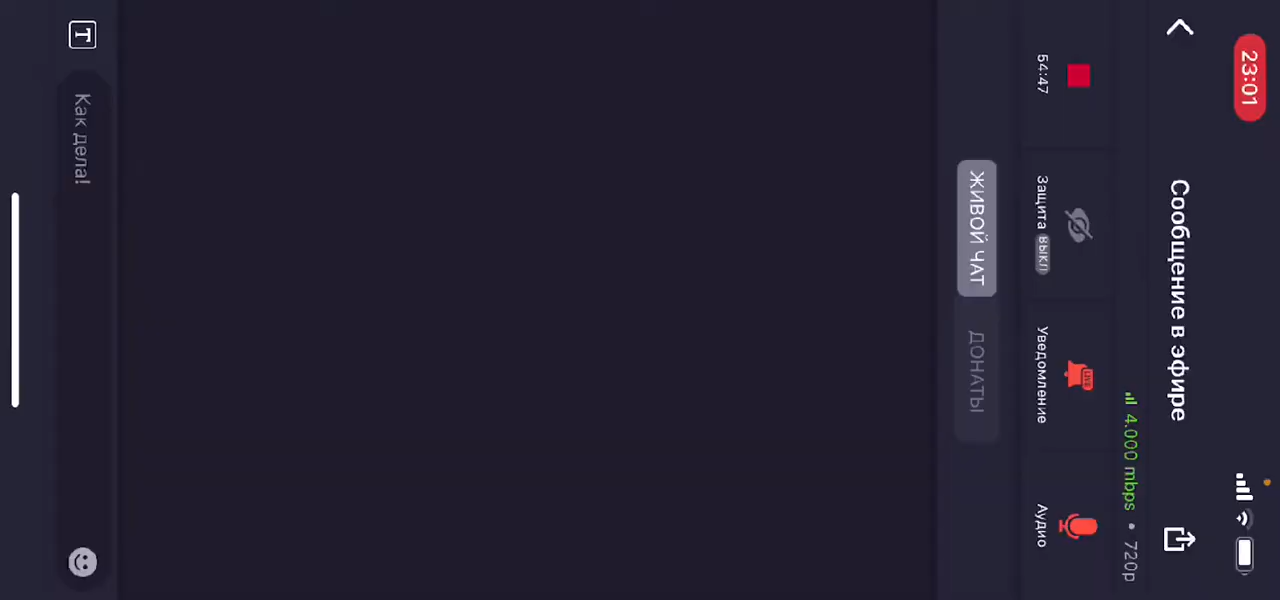 23:01
Сообщение в эфире
4.000 mbps • 720p
54:47
Защита ВЫКЛ
Уведомление
LIVE
Аудио
ЖИВОЙ ЧАТ
ДОНАТЫ
T
Как дела!